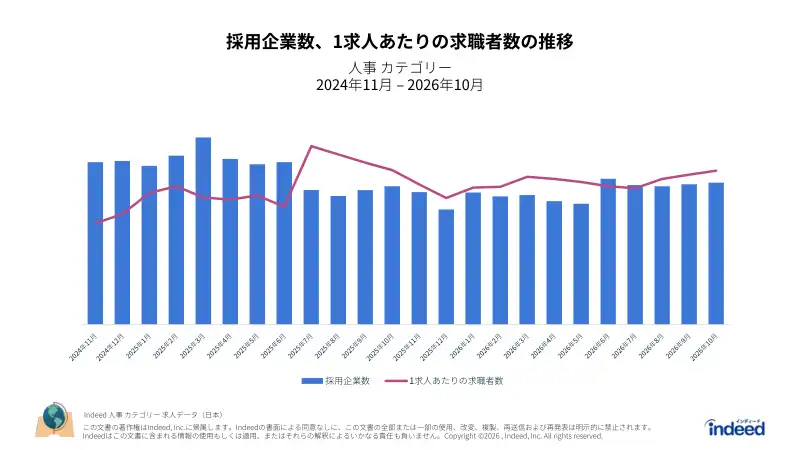 採用企業数、1求人あたりの求職者数の推移
人事 カテゴリー
2024年11月 – 2026年10月
2024年11月
2024年12月
2025年1月
2025年2月
2025年3月
2025年4月
2025年5月
2025年6月
2025年7月
2025年8月
2025年9月
2025年10月
2025年11月
2025年12月
2026年1月
2026年2月
2026年3月
2026年4月
2026年5月
2026年6月
2026年7月
2026年8月
2026年9月
2026年10月
採用企業数 1求人あたりの求職者数
Indeed 人事 カテゴリー 求人データ（日本）
この文書の著作権はIndeed, Inc.に帰属します。Indeedの書面による同意なしに、この文書の全部または一部の使用、改変、複製、再送信および再発表は明示的に禁止されます。
Indeedはこの文書に含まれる情報の使用もしくは適用、またはそれらの解釈によるいかなる責任も負いません。Copyright ©2026 , Indeed, Inc. All rights reserved.
インディード
indeed